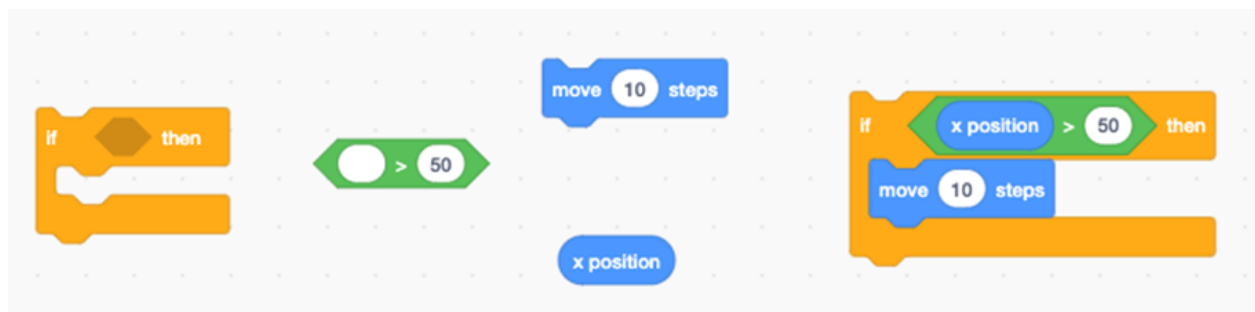 if then
> 50
move 10 steps
x position
if x position > 50 then
move 10 steps